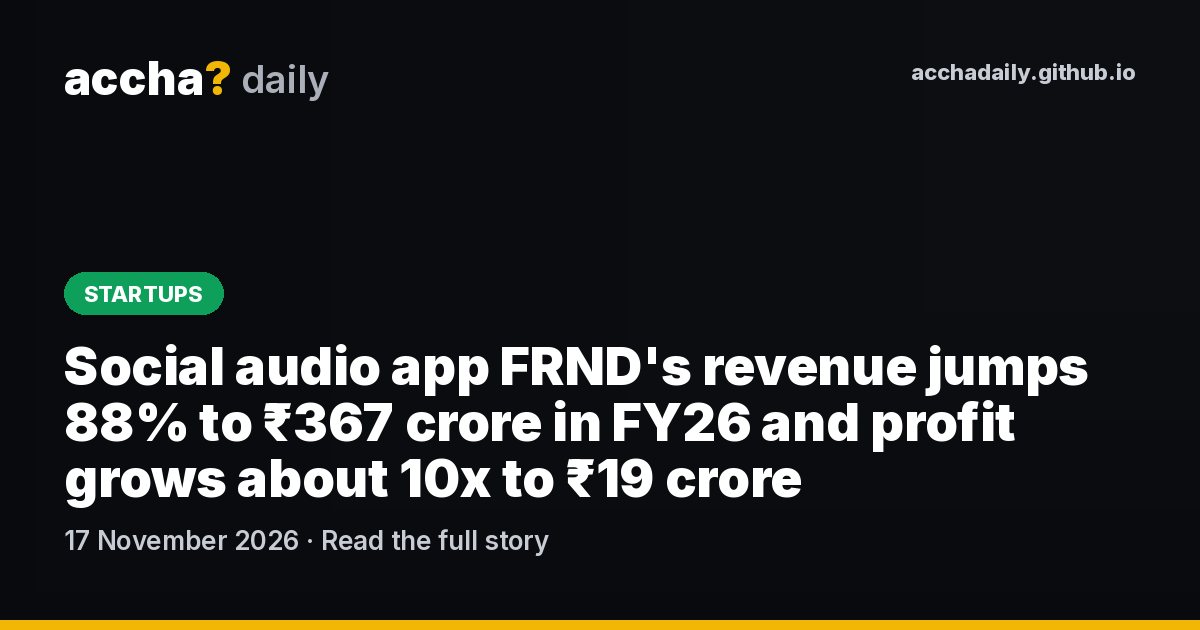 accha? daily
acchadaily.github.io
STARTUPS
Social audio app FRND's revenue jumps
88% to ₹367 crore in FY26 and profit
grows about 10x to ₹19 crore
17 November 2026 · Read the full story